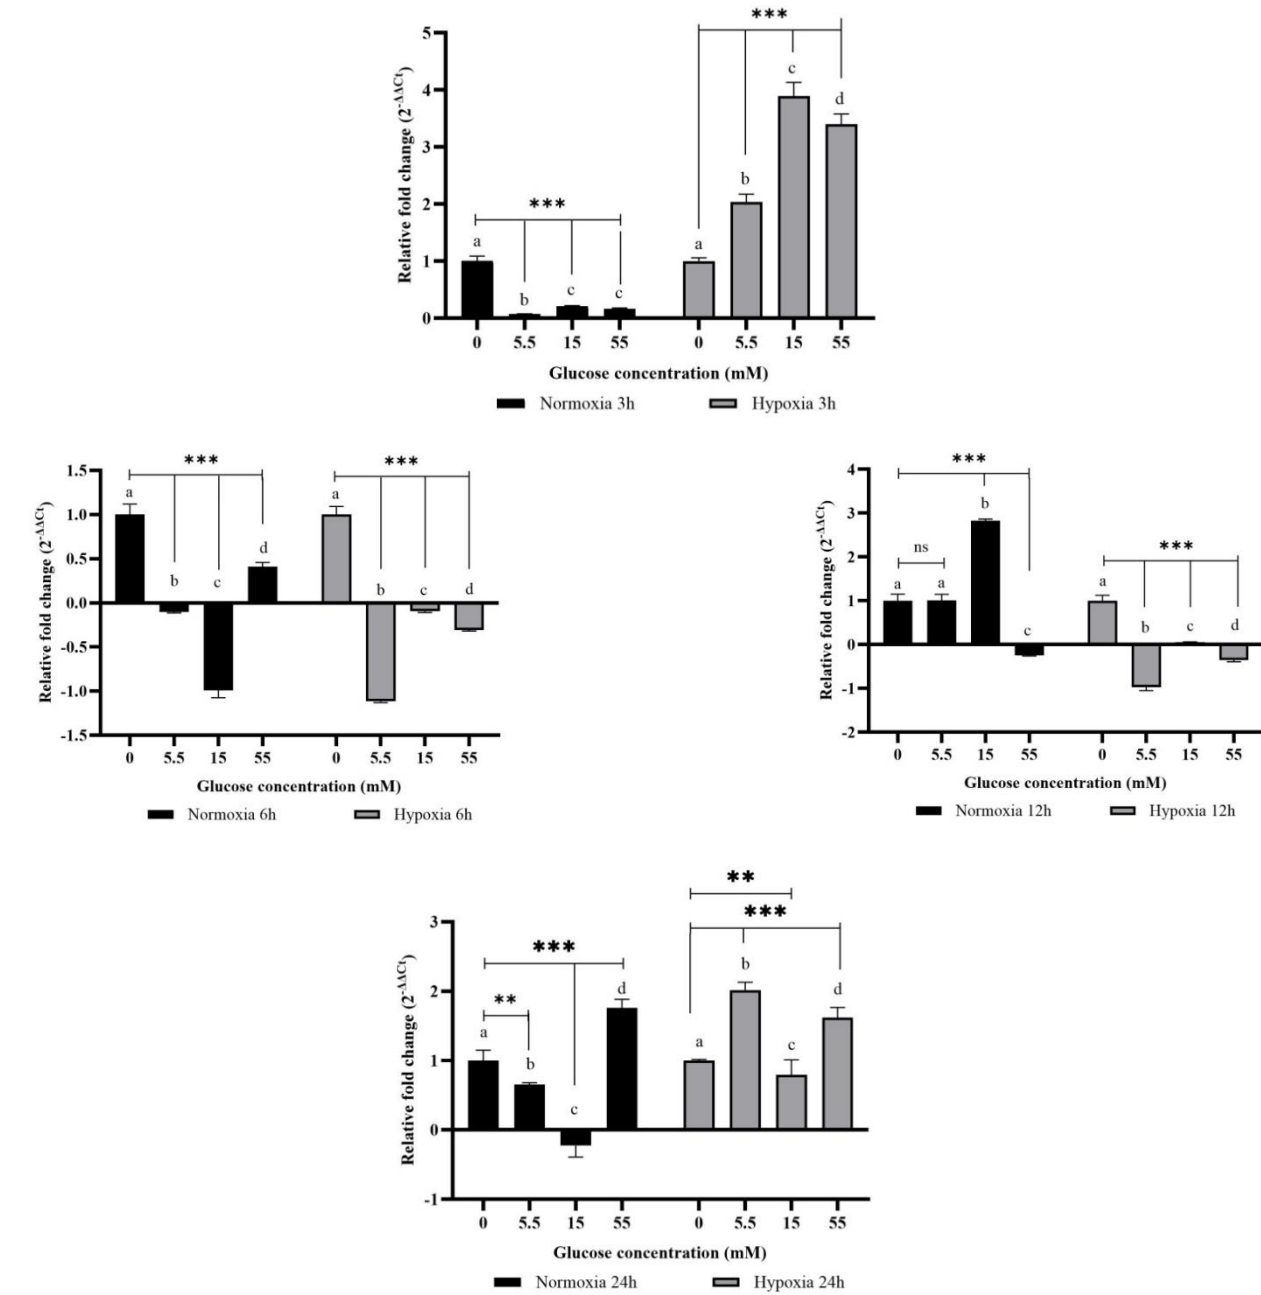 ***
5
4
3
2
1
0
Relative fold change (2^-ΔΔCt)
***
a
b
c
c
a
b
c
d
0 5.5 15 55 0 5.5 15 55
Glucose concentration (mM)
Normoxia 3h Hypoxia 3h
1.5
1.0
0.5
0.0
-0.5
-1.0
-1.5
Relative fold change (2^-ΔΔCt)
*** ***
a b c d a b c d
0 5.5 15 55 0 5.5 15 55
Glucose concentration (mM)
Normoxia 6h Hypoxia 6h
4
3
2
1
0
-1
-2
Relative fold change (2^-ΔΔCt)
***
ns
***
a a b c a b c d
0 5.5 15 55 0 5.5 15 55
Glucose concentration (mM)
Normoxia 12h Hypoxia 12h
3
2
1
0
-1
Relative fold change (2^-ΔΔCt)
**
***
***
**
a b c d a b c d
0 5.5 15 55 0 5.5 15 55
Glucose concentration (mM)
Normoxia 24h Hypoxia 24h